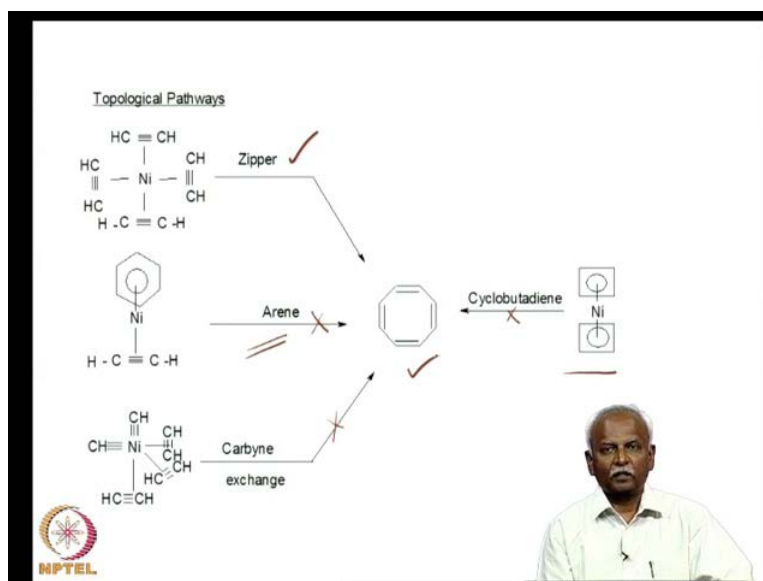 Topological Pathways
HC ≡ CH
HC
|||
HC
Ni
CH
|||
CH
H - C ≡ C - H
Zipper
Ni
H - C ≡ C - H
Arene
Cyclobutadiene
Ni
CH
|||
CH≡Ni
CH
|||
CH
HC≡CH
HC≡CH
Carbyne
exchange
NPTEL